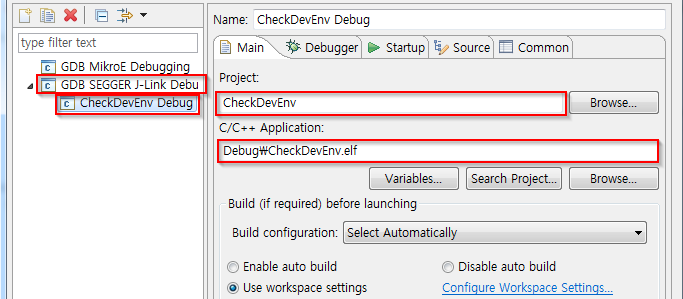 Name: CheckDevEnv Debug
type filter text
GDB MikroE Debugging
GDB SEGGER J-Link Debu
CheckDevEnv Debug
Main Debugger Startup Source Common
Project:
CheckDevEnv Browse...
C/C++ Application:
Debug₩CheckDevEnv.elf
Variables... Search Project... Browse...
Build (if required) before launching
Build configuration: Select Automatically
Enable auto build Disable auto build
Use workspace settings Configure Workspace Settings...